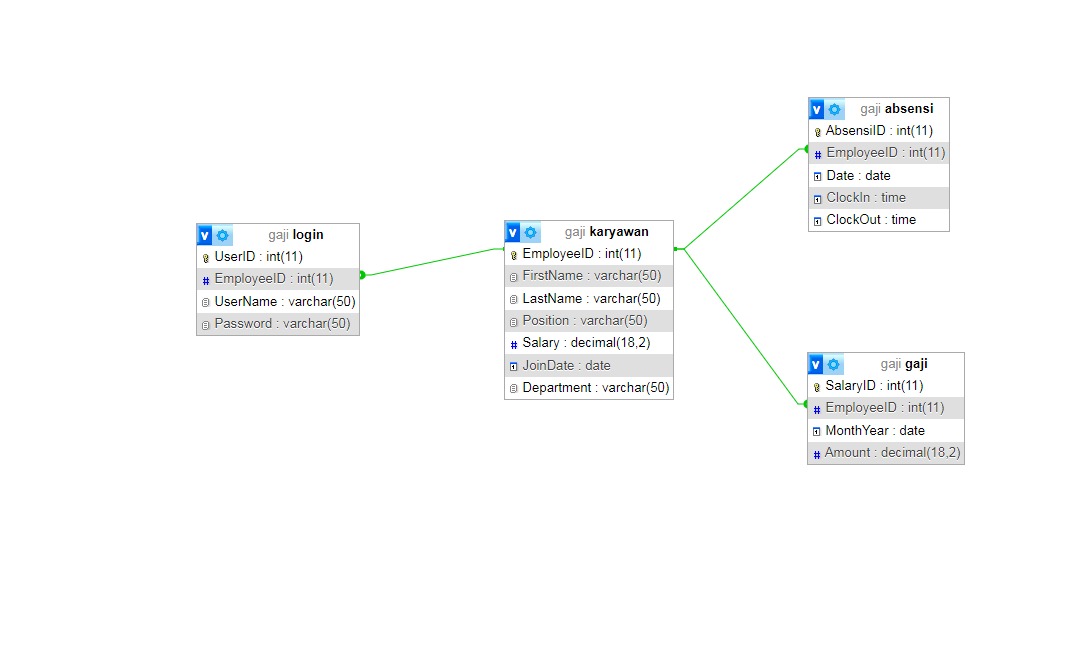 v gaji login
UserID : int(11)
# EmployeeID : int(11)
UserName : varchar(50)
Password : varchar(50)
v gaji karyawan
EmployeeID : int(11)
FirstName : varchar(50)
LastName : varchar(50)
Position : varchar(50)
# Salary : decimal(18,2)
JoinDate : date
Department : varchar(50)
v gaji absensi
AbsensiID : int(11)
# EmployeeID : int(11)
Date : date
ClockIn : time
ClockOut : time
v gaji gaji
SalaryID : int(11)
# EmployeeID : int(11)
MonthYear : date
# Amount : decimal(18,2)